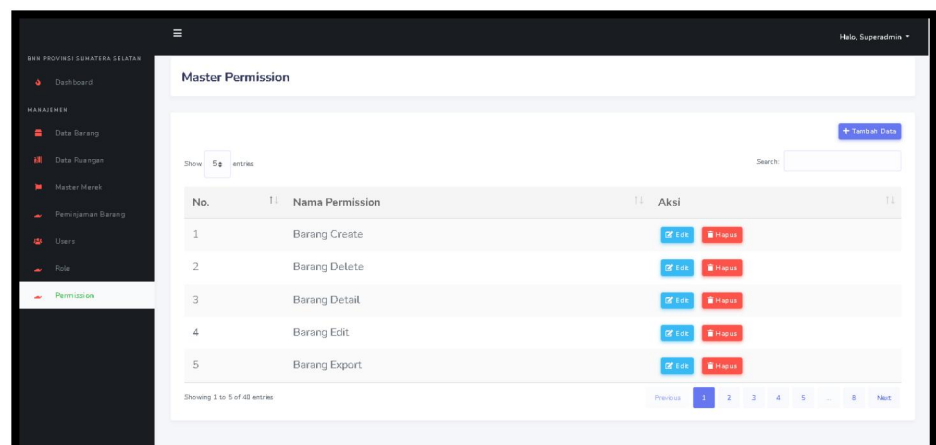 Halo, Superadmin
BNN PROVINSI SUMATERA SELATAN
Dashboard
MANAJEMEN
Data Barang
Data Ruangan
Master Merek
Peminjaman Barang
Users
Role
Permission
Master Permission
+ Tambah Data
Show 5 entries
Search:
No. Nama Permission Aksi
1 Barang Create Edit Hapus
2 Barang Delete Edit Hapus
3 Barang Detail Edit Hapus
4 Barang Edit Edit Hapus
5 Barang Export Edit Hapus
Showing 1 to 5 of 40 entries
Previous 1 2 3 4 5 ... 8 Next